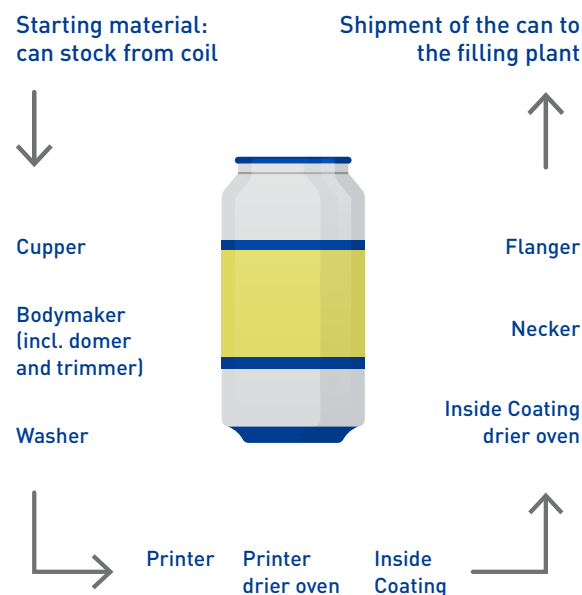 Starting material:
can stock from coil
Cupper
Bodymaker
(incl. domer
and trimmer)
Washer
Printer
Printer
drier oven
Inside
Coating
Inside Coating
drier oven
Necker
Flanger
Shipment of the can to
the filling plant